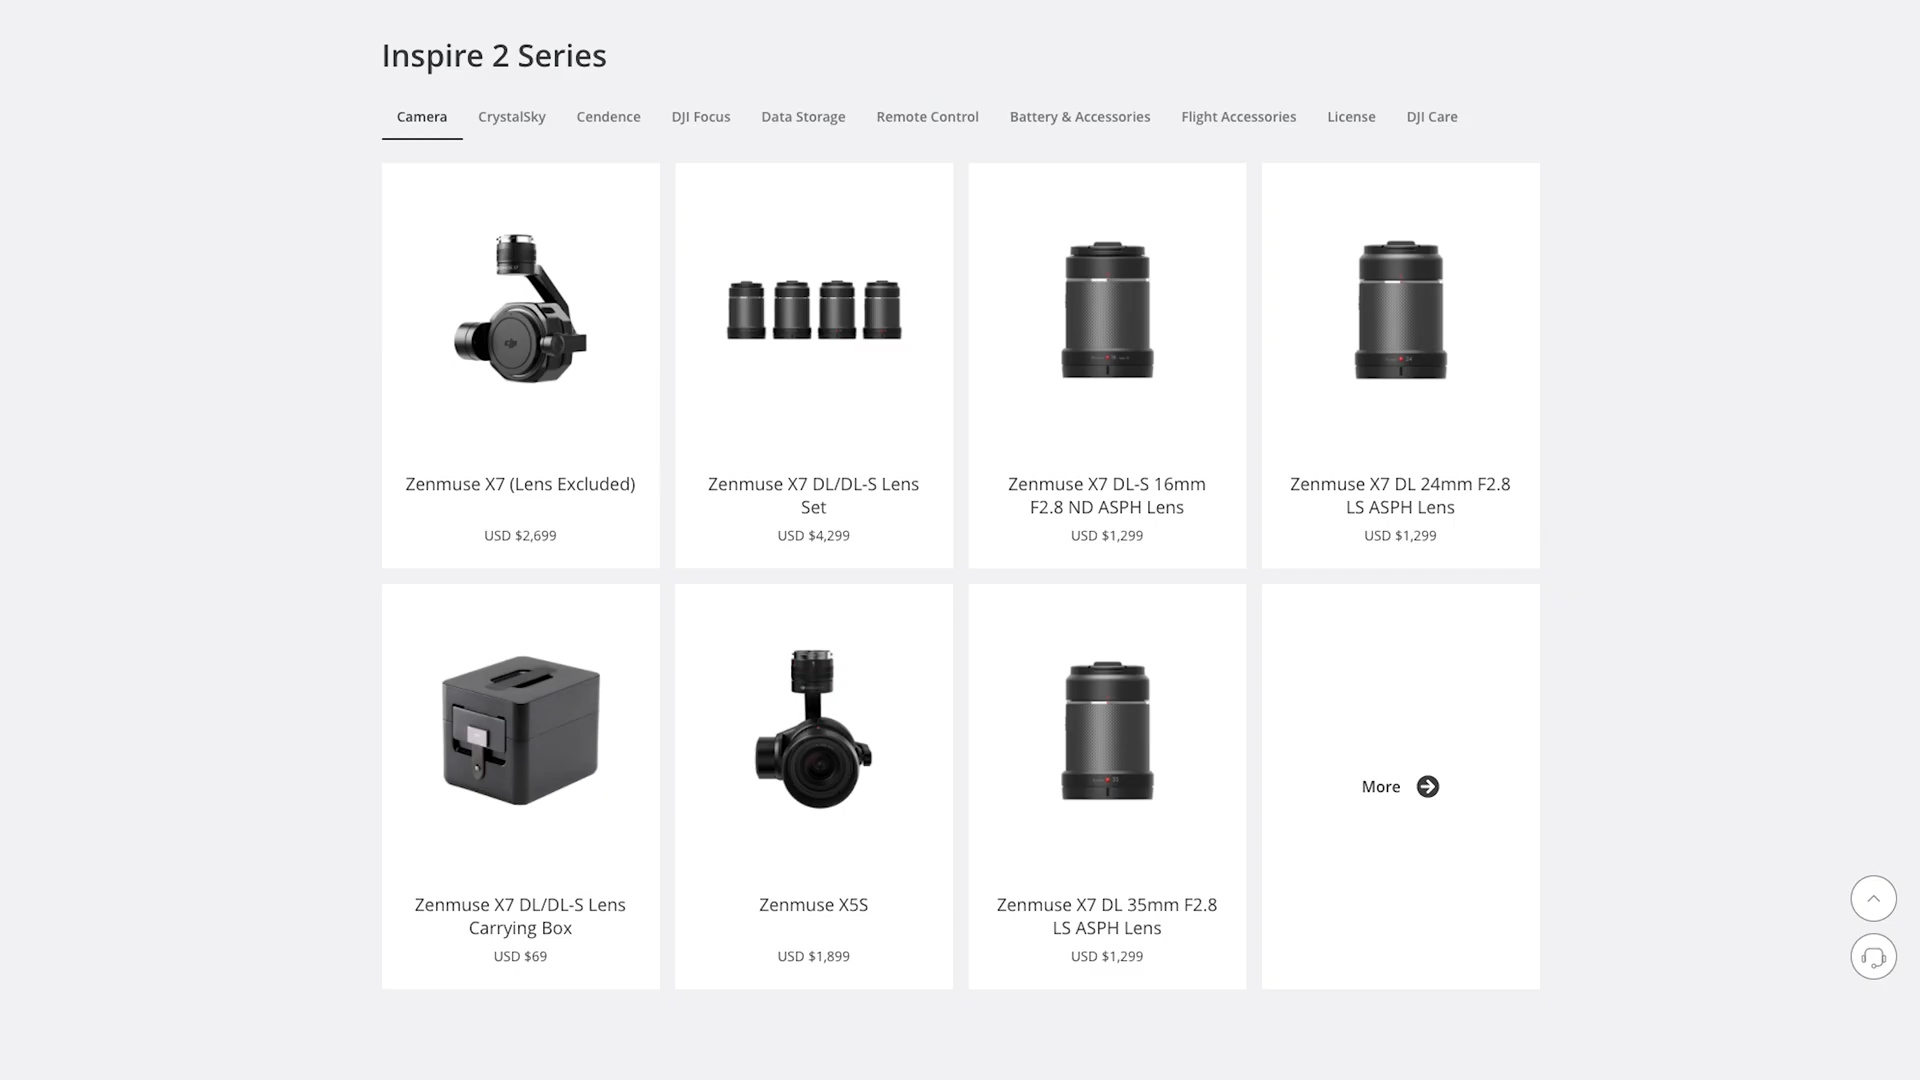 Inspire 2 Series
Camera
CrystalSky
Cendence
DJI Focus
Data Storage
Remote Control
Battery & Accessories
Flight Accessories
License
DJI Care
Zenmuse X7 (Lens Excluded)
USD $2,699
Zenmuse X7 DL/DL-S Lens
Set
USD $4,299
Zenmuse X7 DL-S 16mm
F2.8 ND ASPH Lens
USD $1,299
Zenmuse X7 DL 24mm F2.8
LS ASPH Lens
USD $1,299
Zenmuse X7 DL/DL-S Lens
Carrying Box
USD $69
Zenmuse X5S
USD $1,899
Zenmuse X7 DL 35mm F2.8
LS ASPH Lens
USD $1,299
More